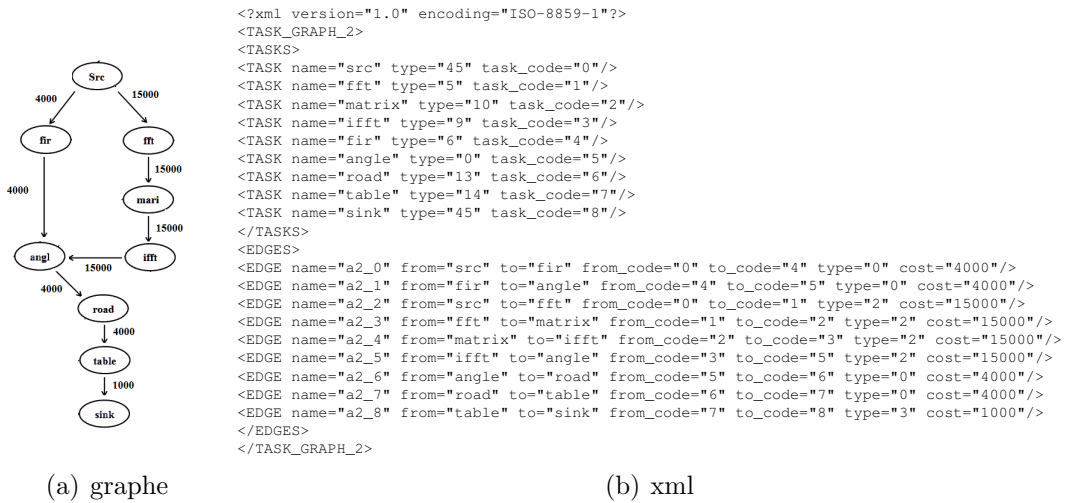 Src
4000
15000
fir
fft
15000
4000
mari
15000
angl
15000
ifft
4000
road
4000
table
1000
sink
(a) graphe
<?xml version="1.0" encoding="ISO-8859-1"?>
<TASK_GRAPH_2>
<TASKS>
<TASK name="src" type="45" task_code="0"/>
<TASK name="fft" type="5" task_code="1"/>
<TASK name="matrix" type="10" task_code="2"/>
<TASK name="ifft" type="9" task_code="3"/>
<TASK name="fir" type="6" task_code="4"/>
<TASK name="angle" type="0" task_code="5"/>
<TASK name="road" type="13" task_code="6"/>
<TASK name="table" type="14" task_code="7"/>
<TASK name="sink" type="45" task_code="8"/>
</TASKS>
<EDGES>
<EDGE name="a2_0" from="src" to="fir" from_code="0" to_code="4" type="0" cost="4000"/>
<EDGE name="a2_1" from="fir" to="angle" from_code="4" to_code="5" type="0" cost="4000"/>
<EDGE name="a2_2" from="src" to="fft" from_code="0" to_code="1" type="2" cost="15000"/>
<EDGE name="a2_3" from="fft" to="matrix" from_code="1" to_code="2" type="2" cost="15000"/>
<EDGE name="a2_4" from="matrix" to="ifft" from_code="2" to_code="3" type="2" cost="15000"/>
<EDGE name="a2_5" from="ifft" to="angle" from_code="3" to_code="5" type="2" cost="15000"/>
<EDGE name="a2_6" from="angle" to="road" from_code="5" to_code="6" type="0" cost="4000"/>
<EDGE name="a2_7" from="road" to="table" from_code="6" to_code="7" type="0" cost="4000"/>
<EDGE name="a2_8" from="table" to="sink" from_code="7" to_code="8" type="3" cost="1000"/>
</EDGES>
</TASK_GRAPH_2>
(b) xml